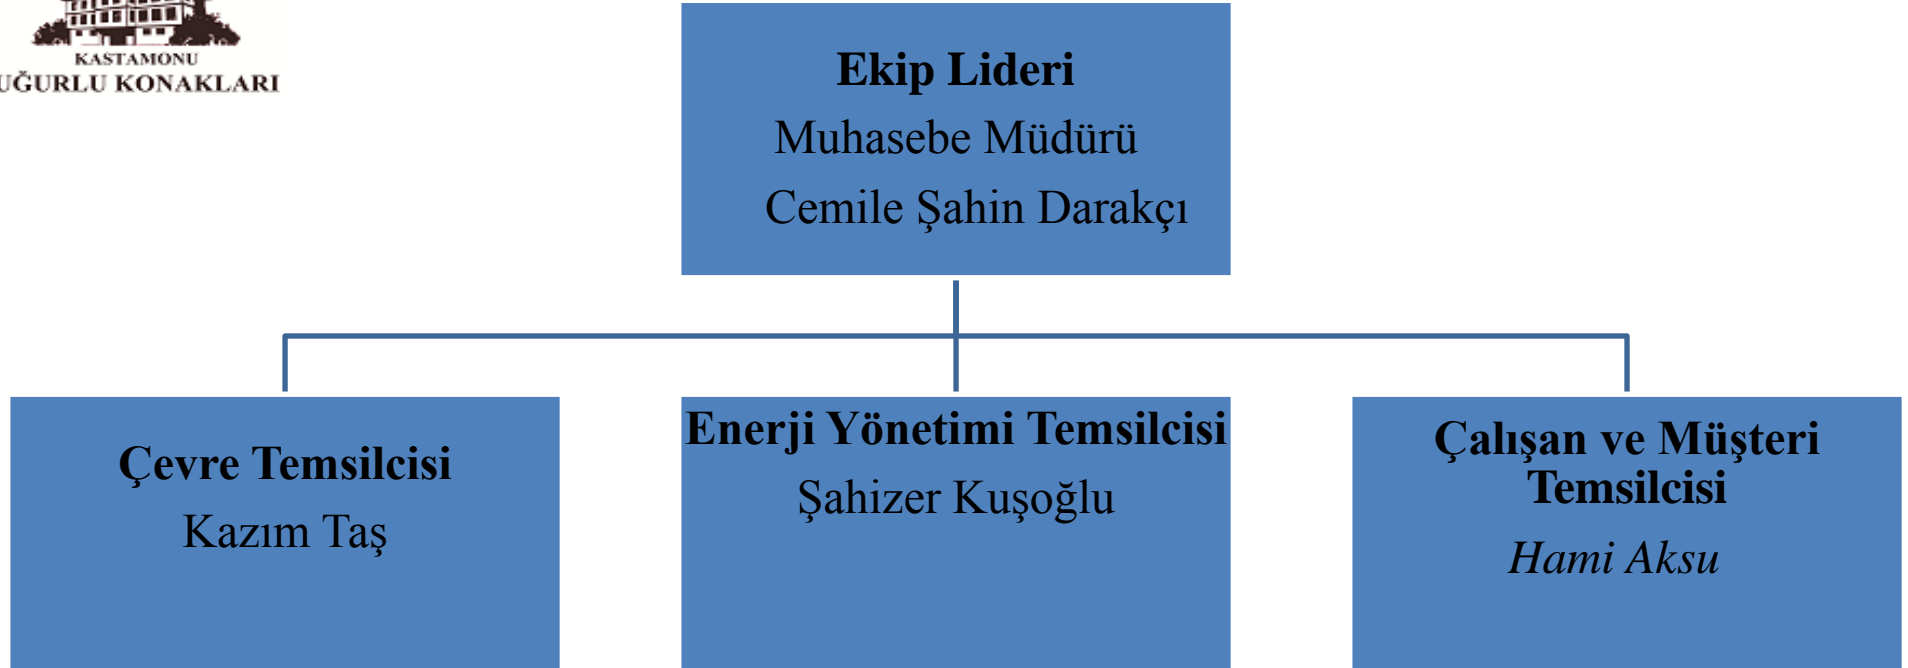 KASTAMONU
UĞURLU KONAKLARI
Ekip Lideri
Muhasebe Müdürü
Cemile Şahin Darakçı
Çevre Temsilcisi
Kazım Taş
Enerji Yönetimi Temsilcisi
Şahizer Kuşoğlu
Çalışan ve Müşteri
Temsilcisi
Hami Aksu